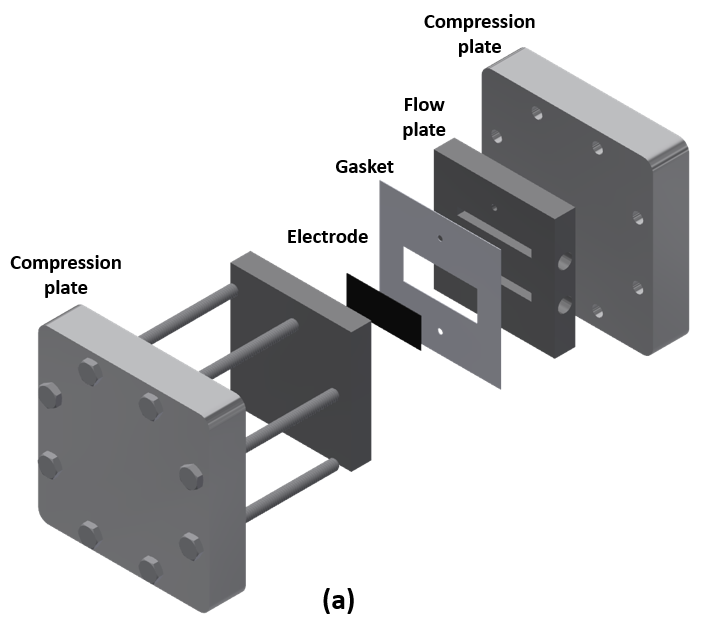 Compression
plate
Flow
plate
Gasket
Electrode
Compression
plate
(a)